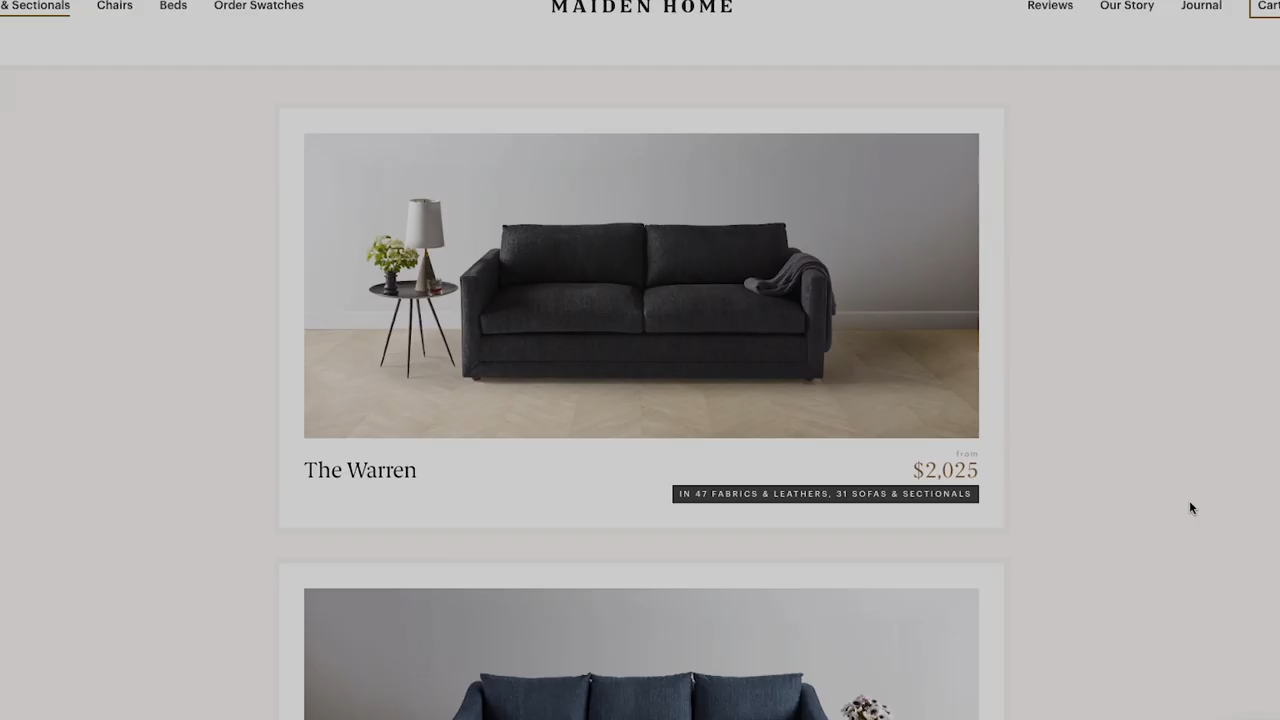 & Sectionals Chairs Beds Order Swatches MAIDEN HOME Reviews Our Story Journal Cart
The Warren
from
$2,025
IN 47 FABRICS & LEATHERS, 31 SOFAS & SECTIONALS